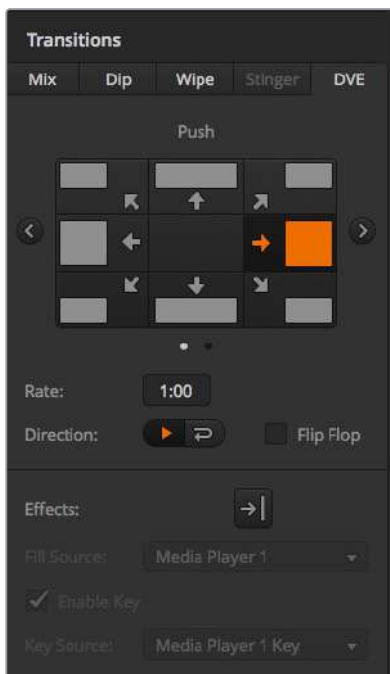 Transitions
Mix Dip Wipe Stinger DVE
Push
Rate: 1:00
Direction: Flip Flop
Effects:
Fill Source: Media Player 1
Enable Key
Key Source: Media Player 1 Key